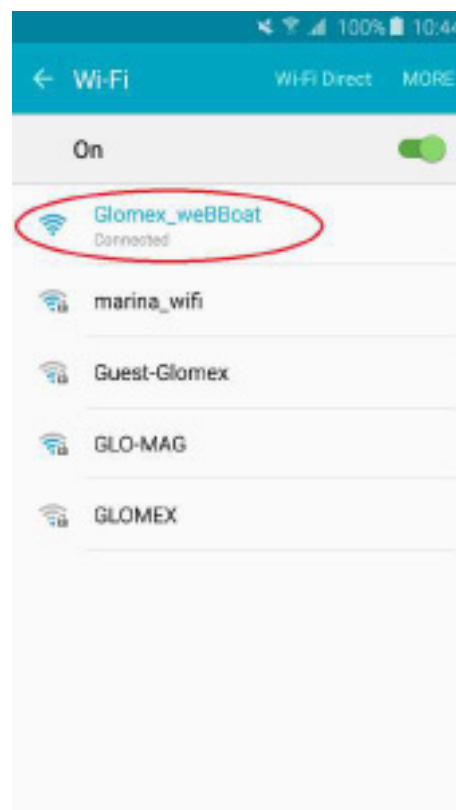 100% 10:44
Wi-Fi Wi-Fi Direct MORE
On
Glomex_weBBoat
Connected
marina_wifi
Guest-Glomex
GLO-MAG
GLOMEX